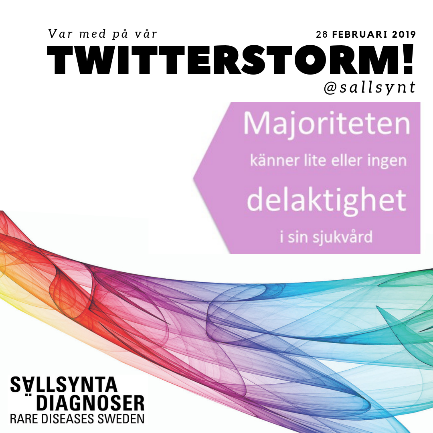 Var med på vår
28 FEBRUARI 2019
TWITTERSTORM!
@sallsynt
Majoriteten
känner lite eller ingen
delaktighet
i sin sjukvård
SÄLLSYNTA
DIAGNOSER
RARE DISEASES SWEDEN